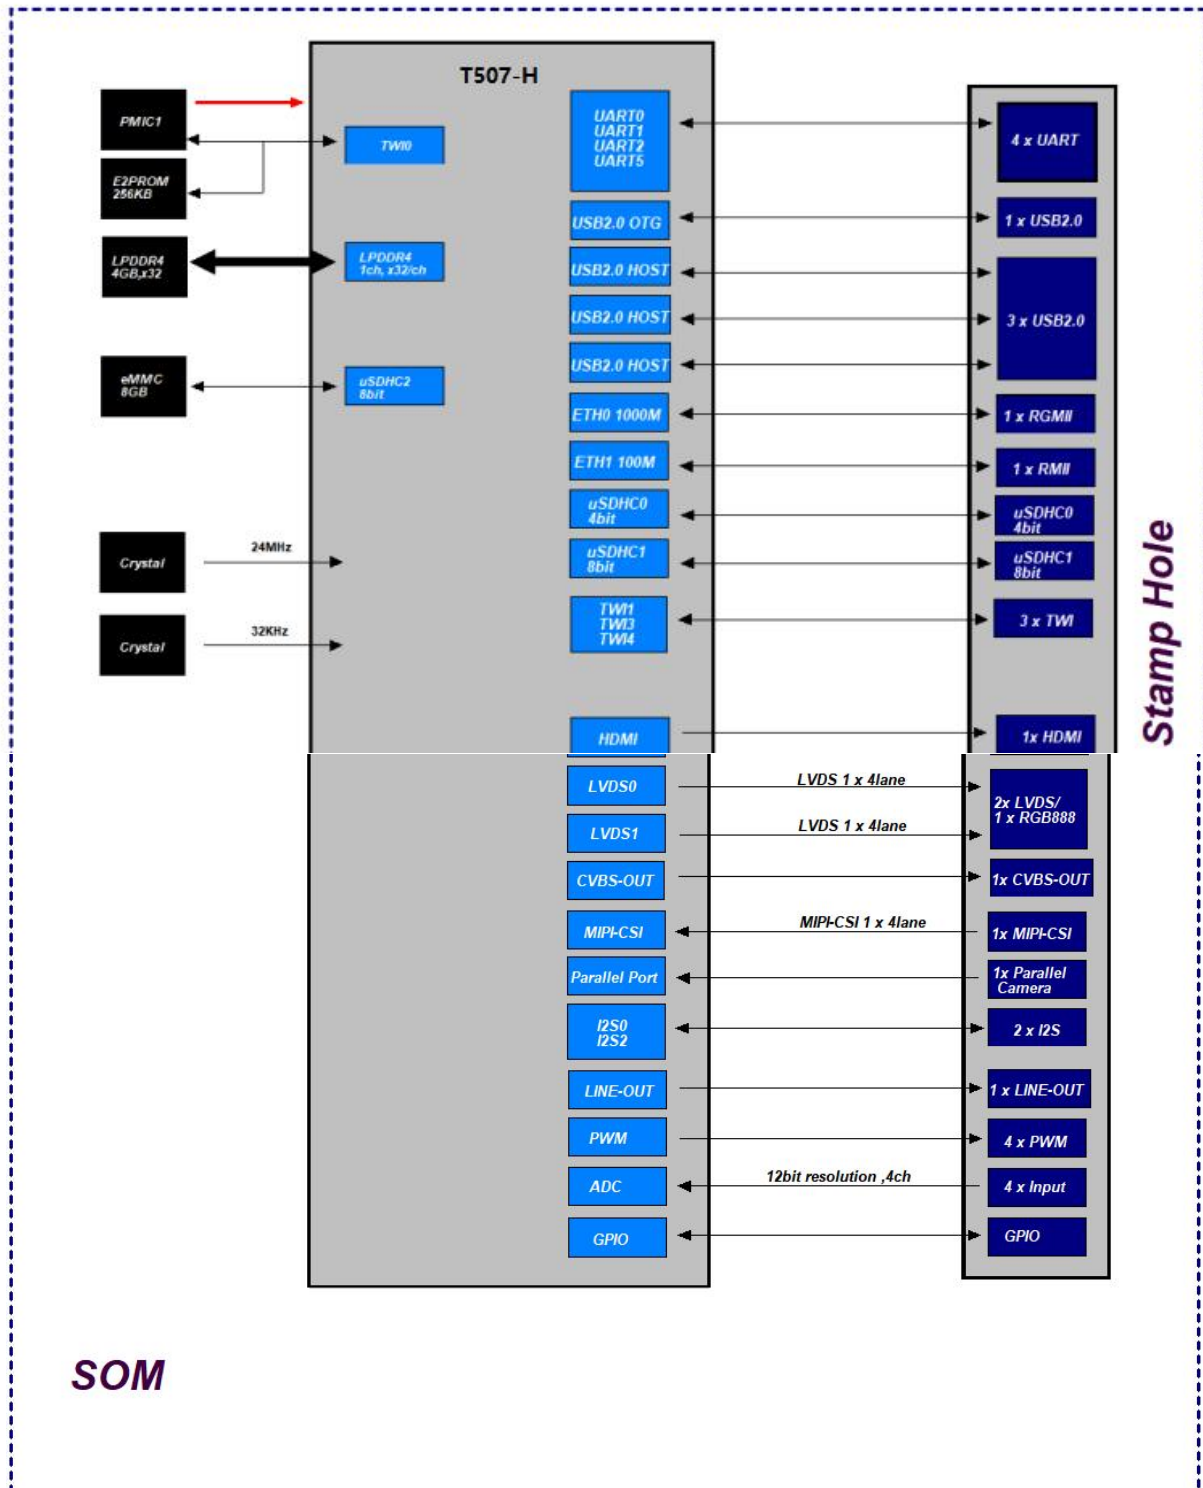 T507-H
PMIC1
E2PROM
256KB
LPDDR4
4GB,x32
eMMC
8GB
Crystal
24MHz
Crystal
32KHz
TWI0
LPDDR4
1ch, x32/ch
uSDHC2
8bit
UART0
UART1
UART2
UART5
4 x UART
USB2.0 OTG
1 x USB2.0
USB2.0 HOST
USB2.0 HOST
USB2.0 HOST
3 x USB2.0
ETH0 1000M
1 x RGMII
ETH1 100M
1 x RMII
uSDHC0
4bit
uSDHC0
4bit
uSDHC1
8bit
uSDHC1
8bit
TWI1
TWI3
TWI4
3 x TWI
HDMI
1x HDMI
LVDS0
LVDS 1 x 4lane
LVDS1
LVDS 1 x 4lane
2x LVDS/
1 x RGB888
CVBS-OUT
1x CVBS-OUT
MIPI-CSI
MIPI-CSI 1 x 4lane
1x MIPI-CSI
Parallel Port
1x Parallel
Camera
I2S0
I2S2
2 x I2S
LINE-OUT
1 x LINE-OUT
PWM
4 x PWM
ADC
12bit resolution ,4ch
4 x Input
GPIO
GPIO
Stamp Hole
SOM